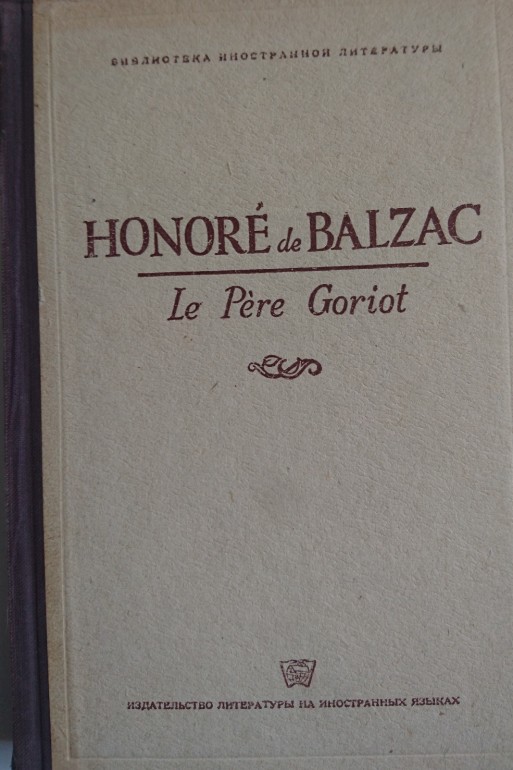 БИБЛИОТЕКА ИНОСТРАННОЙ ЛИТЕРАТУРЫ
HONORÉ de BALZAC
Le Père Goriot
ИЗДАТЕЛЬСТВО ЛИТЕРАТУРЫ НА ИНОСТРАННЫХ ЯЗЫКАХ